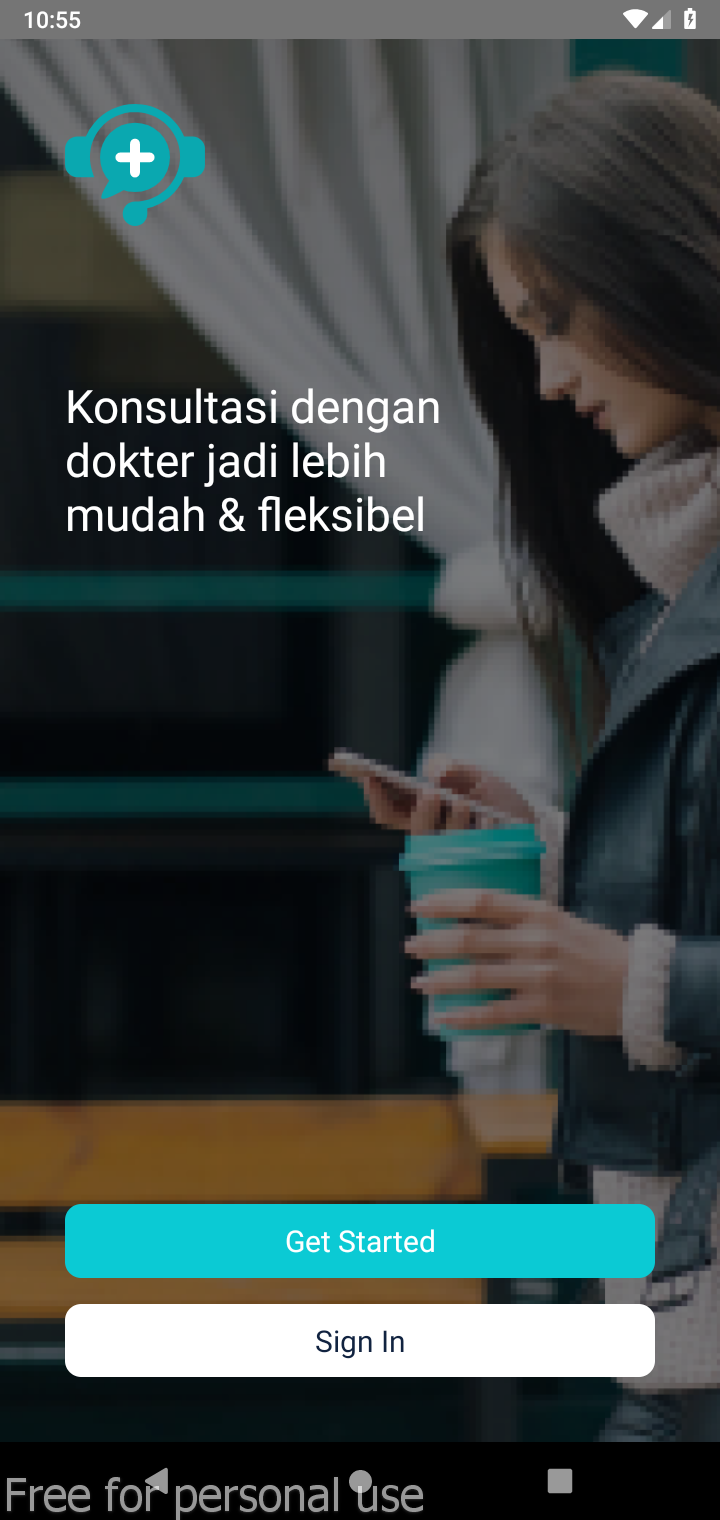 10:55
Konsultasi dengan
dokter jadi lebih
mudah & fleksibel
Get Started
Sign In
Free for personal use